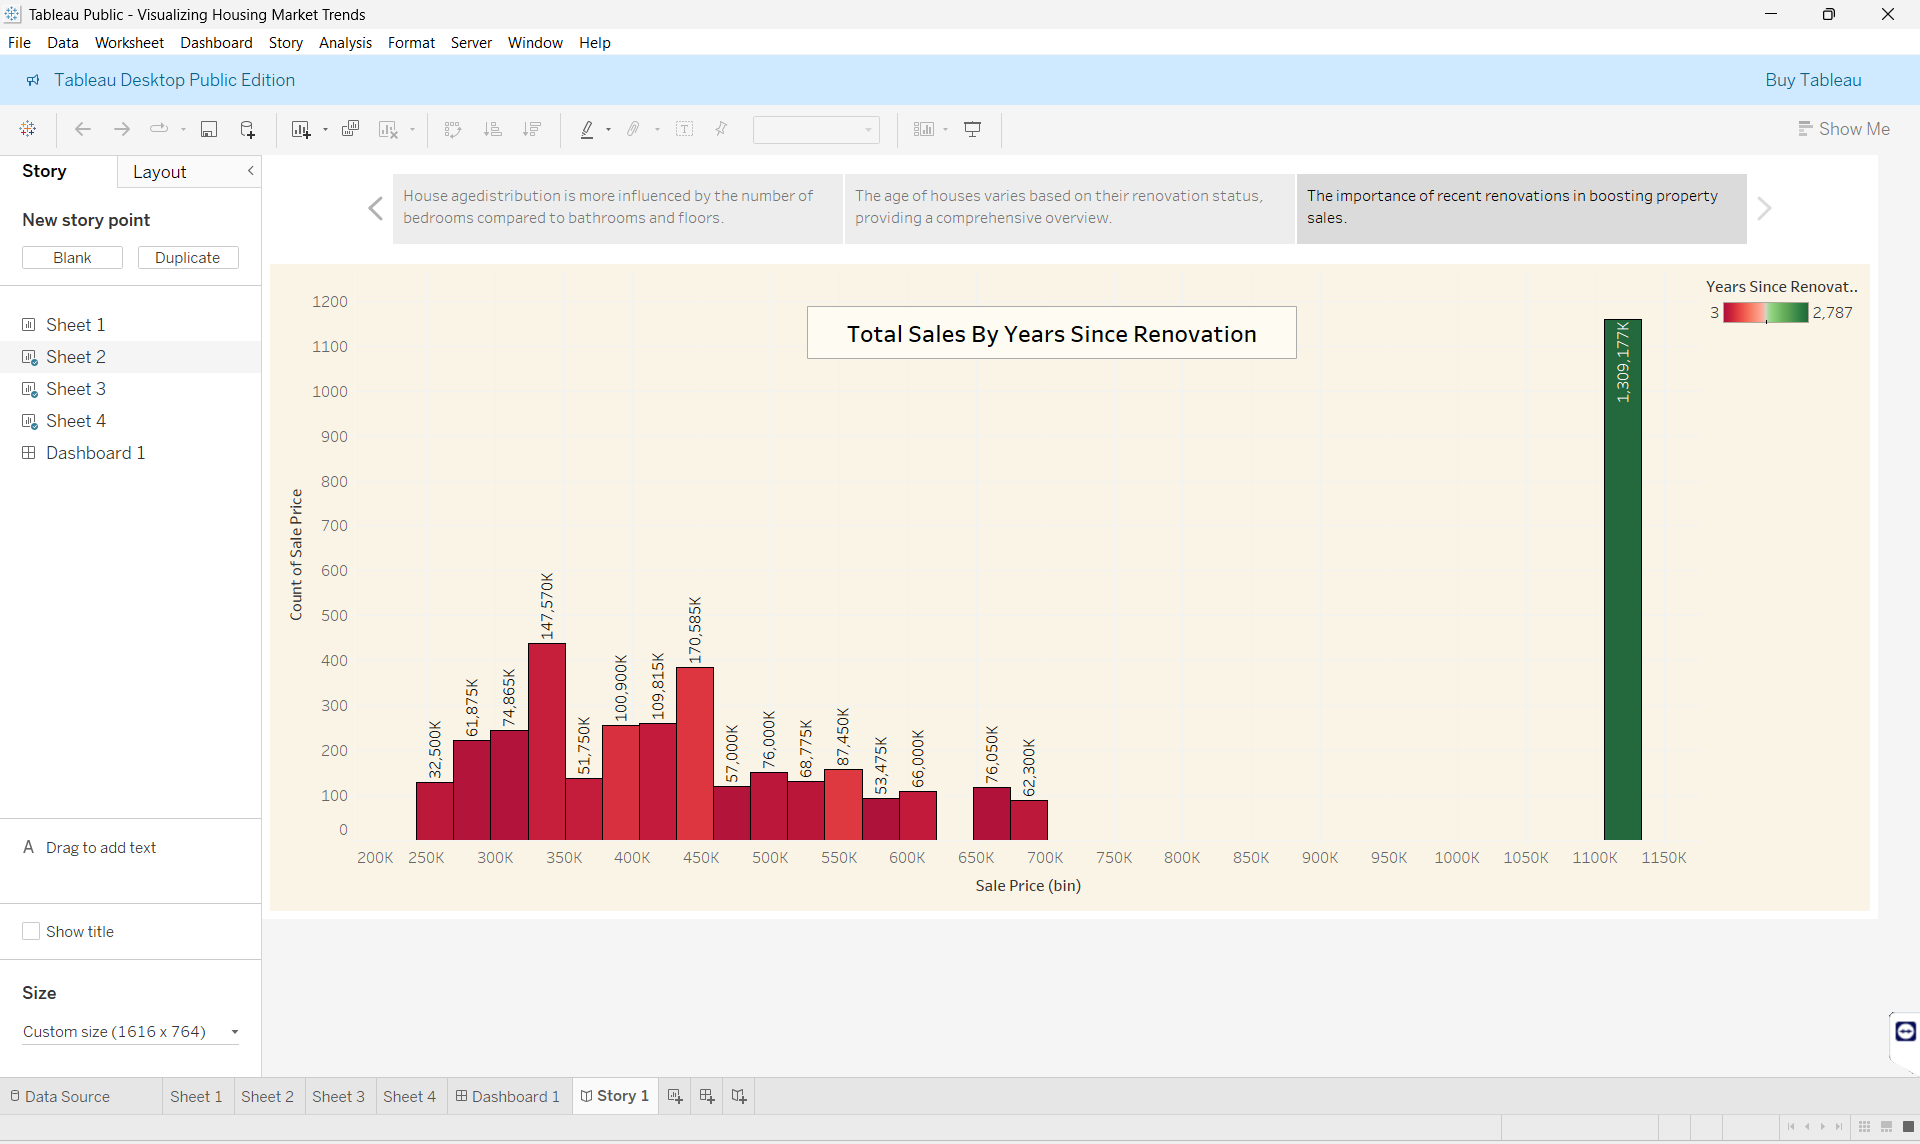 Tableau Public - Visualizing Housing Market Trends
File Data Worksheet Dashboard Story Analysis Format Server Window Help
Tableau Desktop Public Edition
Buy Tableau
Show Me
Story
Layout
New story point
Blank
Duplicate
Sheet 1
Sheet 2
Sheet 3
Sheet 4
Dashboard 1
A Drag to add text
Show title
Size
Custom size (1616 x 764)
House agedistribution is more influenced by the number of
bedrooms compared to bathrooms and floors.
The age of houses varies based on their renovation status,
providing a comprehensive overview.
The importance of recent renovations in boosting property
sales.
Total Sales By Years Since Renovation
Years Since Renovat..
3
2,787
Count of Sale Price
1200
1100
1000
900
800
700
600
500
400
300
200
100
0
32,500K
61,875K
74,865K
147,570K
51,750K
100,900K
109,815K
170,585K
57,000K
76,000K
68,775K
87,450K
53,475K
66,000K
76,050K
62,300K
1,309,177K
200K 250K 300K 350K 400K 450K 500K 550K 600K 650K 700K 750K 800K 850K 900K 950K 1000K 1050K 1100K 1150K
Sale Price (bin)
Data Source
Sheet 1
Sheet 2
Sheet 3
Sheet 4
Dashboard 1
Story 1